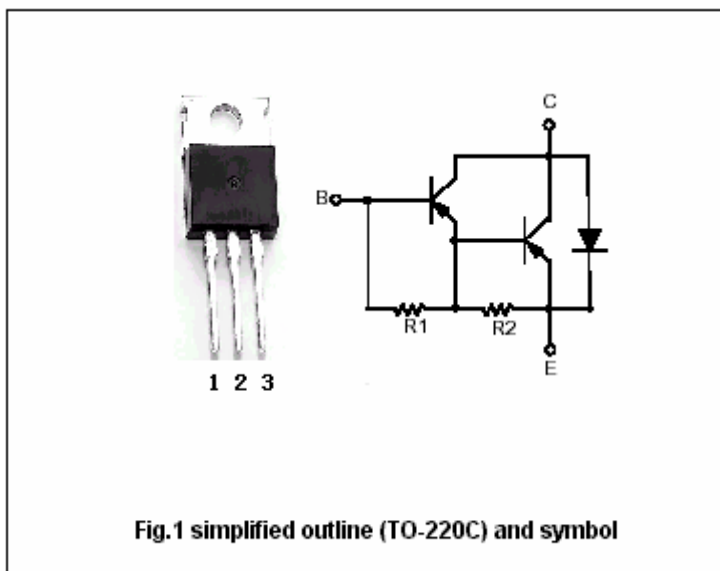 C
B
R1 R2
E
1 2 3
Fig.1 simplified outline (TO-220C) and symbol